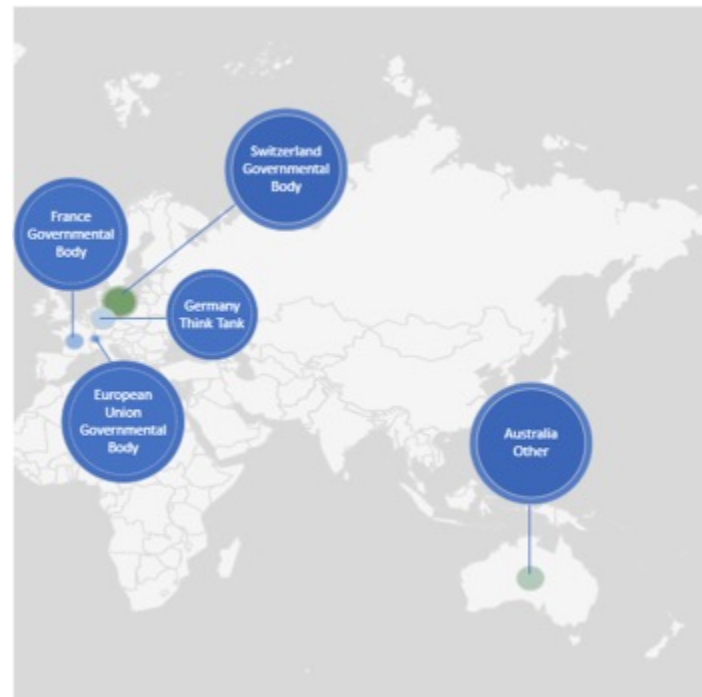 Switzerland
Governmental
Body
France
Governmental
Body
Germany
Think Tank
European
Union
Governmental
Body
Australia
Other